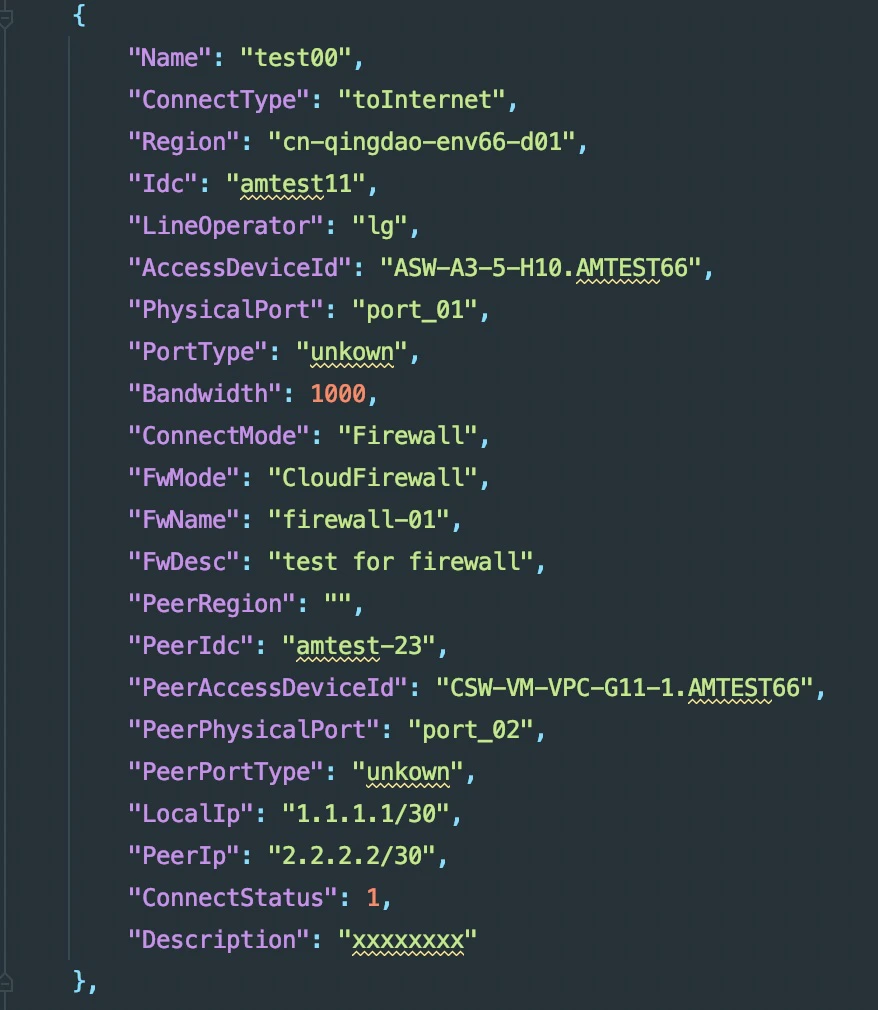 {
"Name": "test00",
"ConnectType": "toInternet",
"Region": "cn-qingdao-env66-d01",
"Idc": "amtest11",
"LineOperator": "lg",
"AccessDeviceId": "ASW-A3-5-H10.AMTEST66",
"PhysicalPort": "port_01",
"PortType": "unkown",
"Bandwidth": 1000,
"ConnectMode": "Firewall",
"FwMode": "CloudFirewall",
"FwName": "firewall-01",
"FwDesc": "test for firewall",
"PeerRegion": "",
"PeerIdc": "amtest-23",
"PeerAccessDeviceId": "CSW-VM-VPC-G11-1.AMTEST66",
"PeerPhysicalPort": "port_02",
"PeerPortType": "unkown",
"LocalIp": "1.1.1.1/30",
"PeerIp": "2.2.2.2/30",
"ConnectStatus": 1,
"Description": "xxxxxxxx"
},